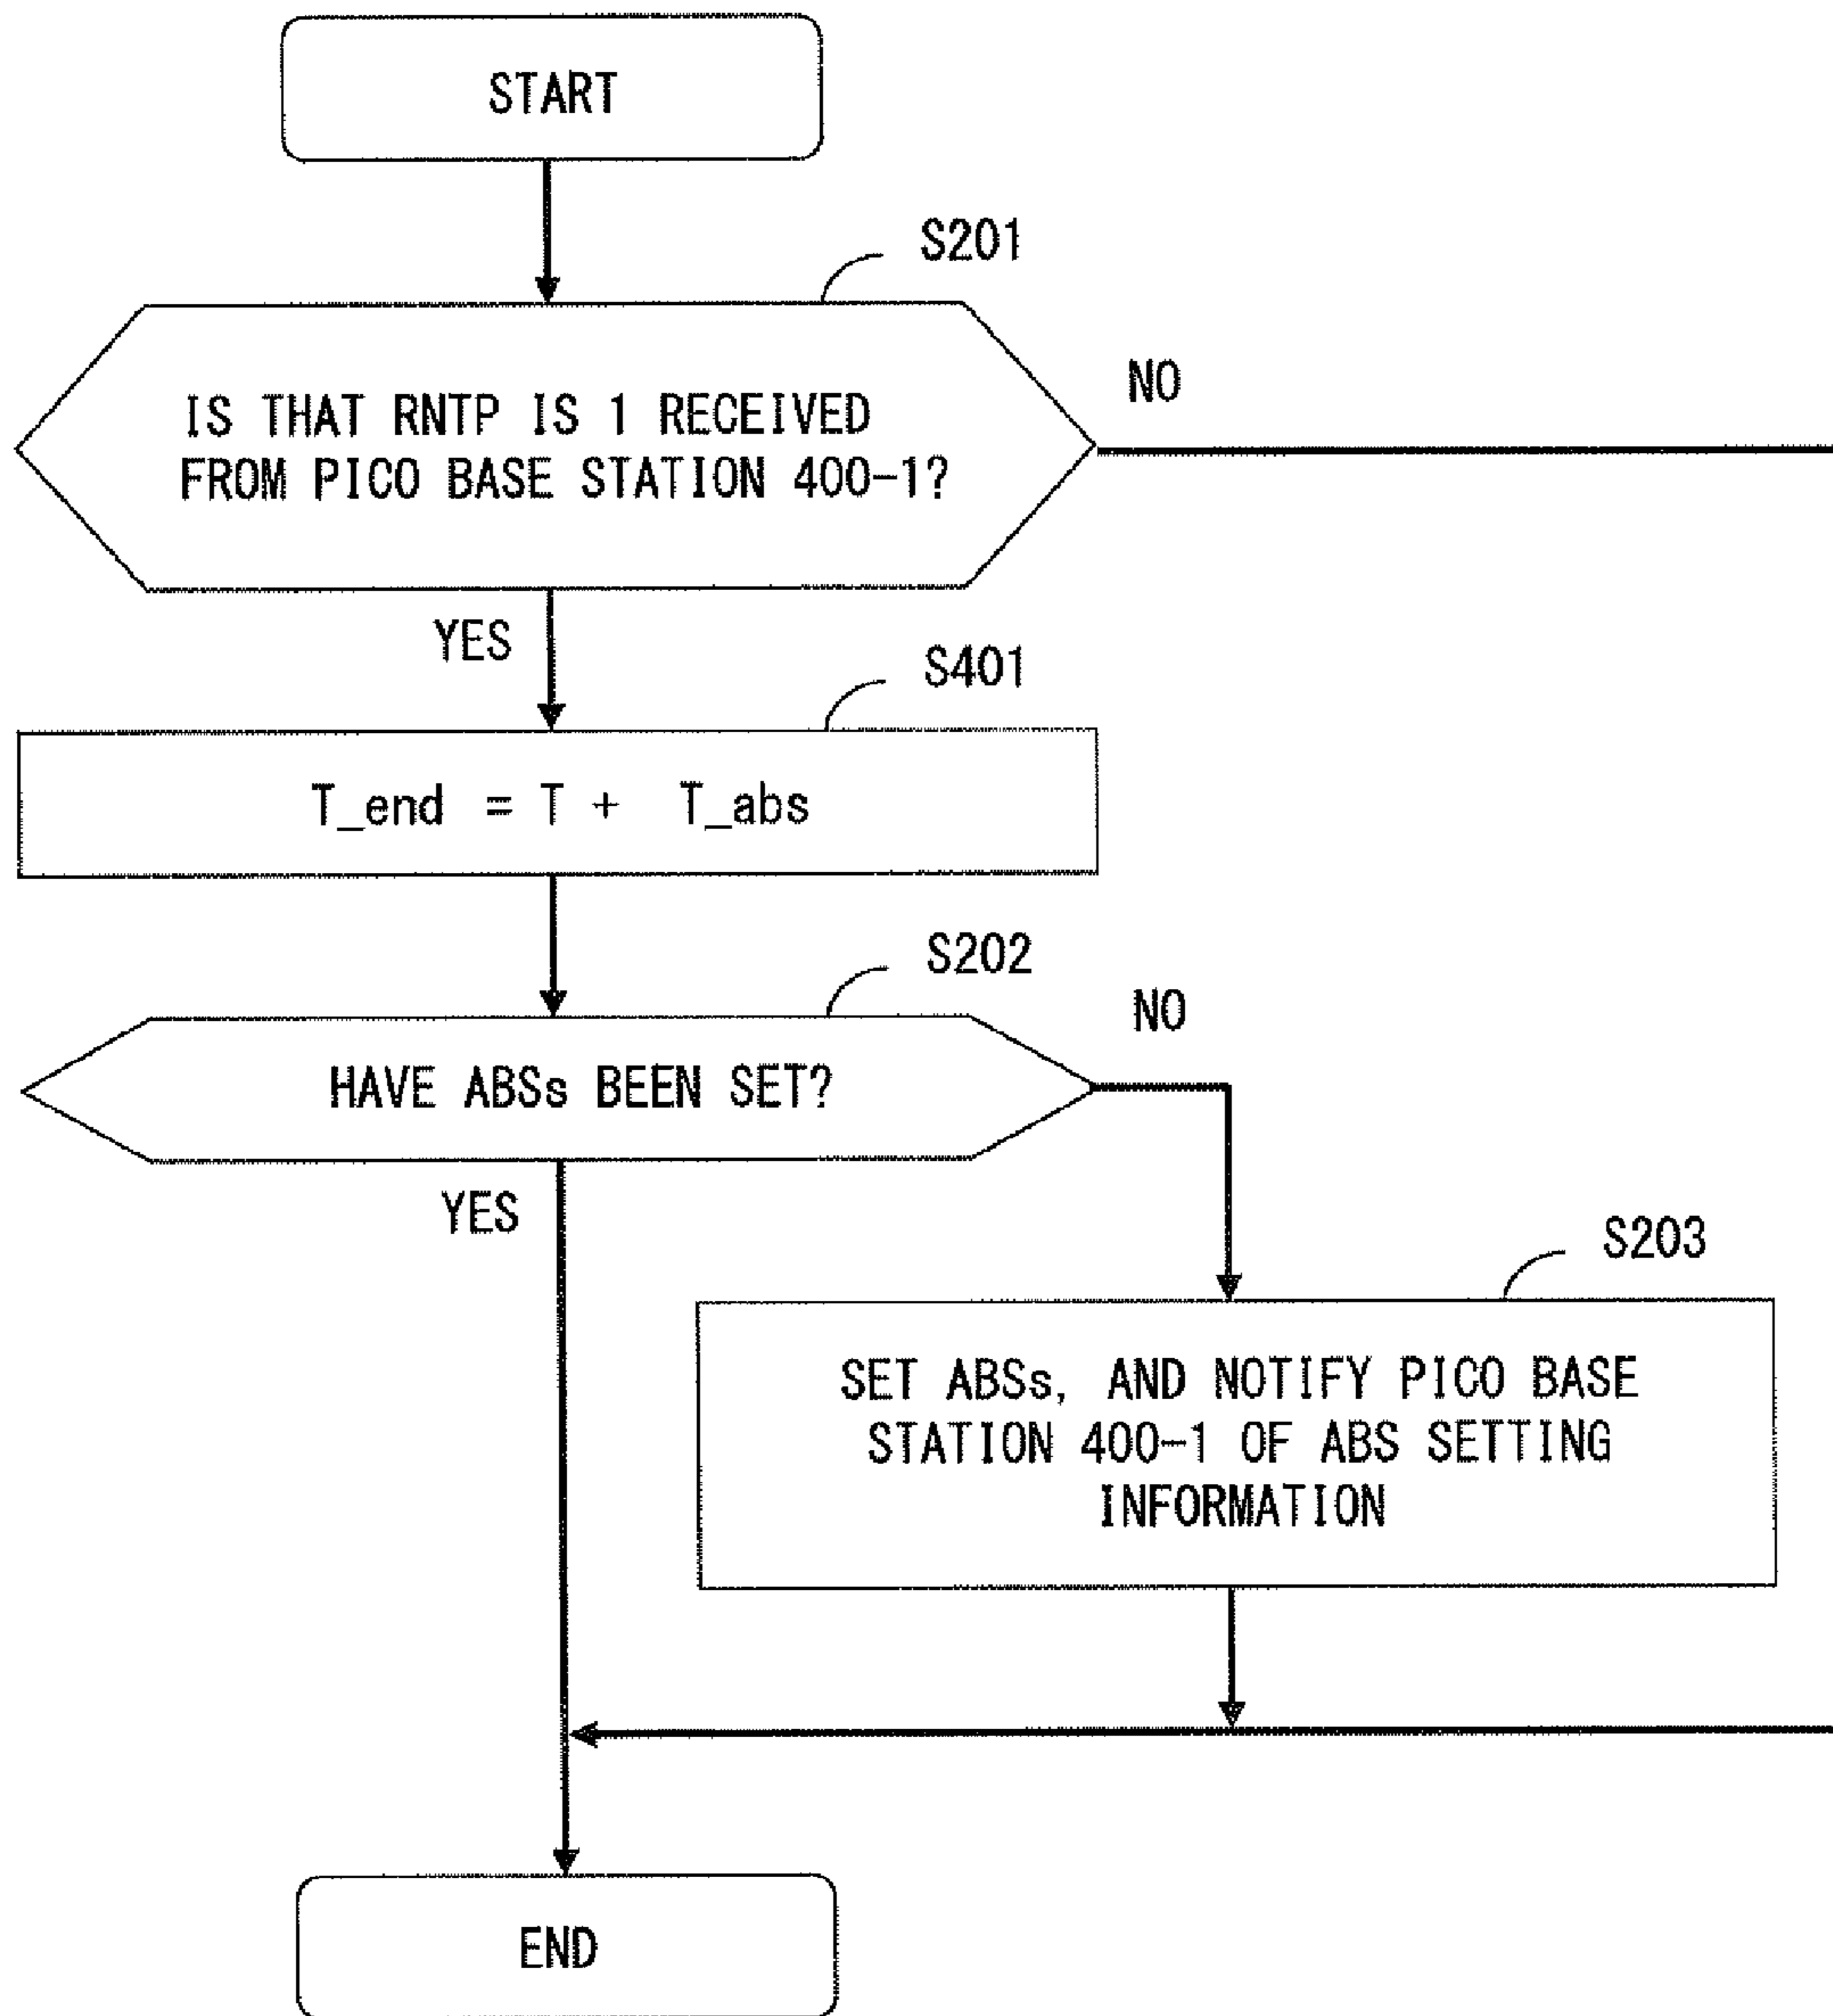 START
S201
IS THAT RNTP IS 1 RECEIVED
FROM PICO BASE STATION 400-1?
NO
YES
S401
T_end = T + T_abs
S202
HAVE ABSs BEEN SET?
NO
YES
S203
SET ABSs, AND NOTIFY PICO BASE
STATION 400-1 OF ABS SETTING
INFORMATION
END